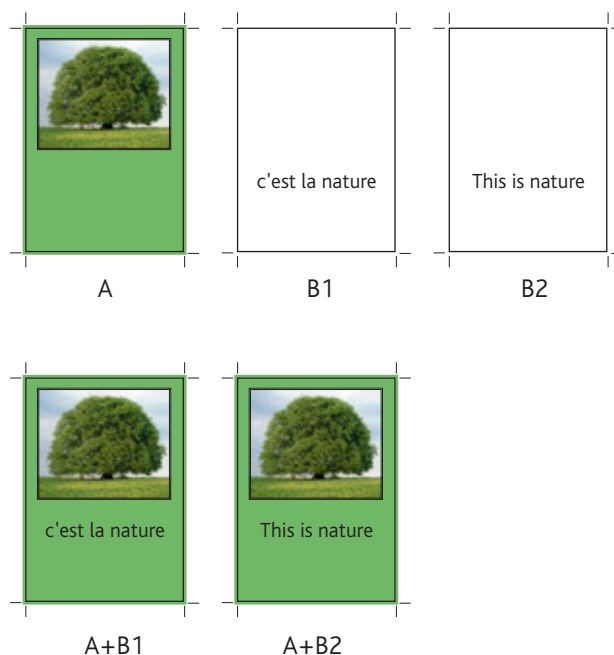 c'est la nature
This is nature
A
B1
B2
c'est la nature
This is nature
A+B1
A+B2